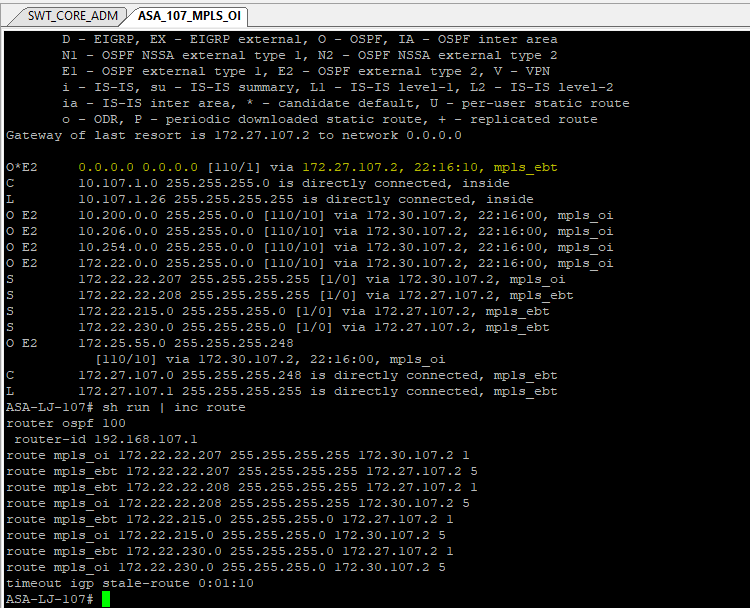 SWT_CORE_ADM ASA_107_MPLS_OI
D - EIGRP, EX - EIGRP external, O - OSPF, IA - OSPF inter area
N1 - OSPF NSSA external type 1, N2 - OSPF NSSA external type 2
E1 - OSPF external type 1, E2 - OSPF external type 2, V - VPN
i - IS-IS, su - IS-IS summary, L1 - IS-IS level-1, L2 - IS-IS level-2
ia - IS-IS inter area, * - candidate default, U - per-user static route
o - ODR, P - periodic downloaded static route, + - replicated route
Gateway of last resort is 172.27.107.2 to network 0.0.0.0
O*E2 0.0.0.0 0.0.0.0 [110/1] via 172.27.107.2, 22:16:10, mpls_ebt
C 10.107.1.0 255.255.255.0 is directly connected, inside
L 10.107.1.26 255.255.255.255 is directly connected, inside
O E2 10.200.0.0 255.255.0.0 [110/10] via 172.30.107.2, 22:16:00, mpls_oi
O E2 10.206.0.0 255.255.0.0 [110/10] via 172.30.107.2, 22:16:00, mpls_oi
O E2 10.254.0.0 255.255.0.0 [110/10] via 172.30.107.2, 22:16:00, mpls_oi
O E2 172.22.0.0 255.255.0.0 [110/10] via 172.30.107.2, 22:16:00, mpls_oi
S 172.22.22.207 255.255.255.255 [1/0] via 172.30.107.2, mpls_oi
S 172.22.22.208 255.255.255.255 [1/0] via 172.27.107.2, mpls_ebt
S 172.22.215.0 255.255.255.0 [1/0] via 172.27.107.2, mpls_ebt
S 172.22.230.0 255.255.255.0 [1/0] via 172.27.107.2, mpls_ebt
O E2 172.25.55.0 255.255.255.248
[110/10] via 172.30.107.2, 22:16:00, mpls_oi
C 172.27.107.0 255.255.255.248 is directly connected, mpls_ebt
L 172.27.107.1 255.255.255.255 is directly connected, mpls_ebt
ASA-LJ-107# sh run | inc route
router ospf 100
router-id 192.168.107.1
route mpls_oi 172.22.22.207 255.255.255.255 172.30.107.2 1
route mpls_ebt 172.22.22.207 255.255.255.255 172.27.107.2 5
route mpls_ebt 172.22.22.208 255.255.255.255 172.27.107.2 1
route mpls_oi 172.22.22.208 255.255.255.255 172.30.107.2 5
route mpls_ebt 172.22.215.0 255.255.255.0 172.27.107.2 1
route mpls_oi 172.22.215.0 255.255.255.0 172.30.107.2 5
route mpls_ebt 172.22.230.0 255.255.255.0 172.27.107.2 1
route mpls_oi 172.22.230.0 255.255.255.0 172.30.107.2 5
timeout igp stale-route 0:01:10
ASA-LJ-107#